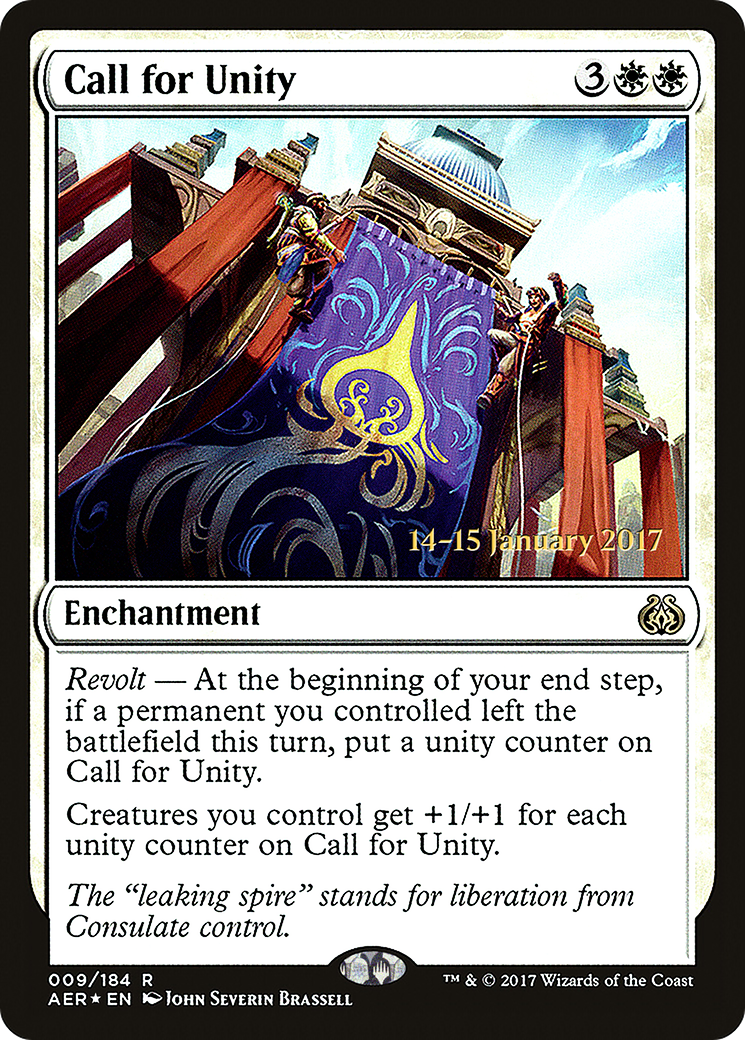 Call for Unity 3
14–15 January 2017
Enchantment
Revolt — At the beginning of your end step,
if a permanent you controlled left the
battlefield this turn, put a unity counter on
Call for Unity.
Creatures you control get +1/+1 for each
unity counter on Call for Unity.
The “leaking spire” stands for liberation from
Consulate control.
009/184 R
™ & © 2017 Wizards of the Coast
AER★EN John Severin Brassell